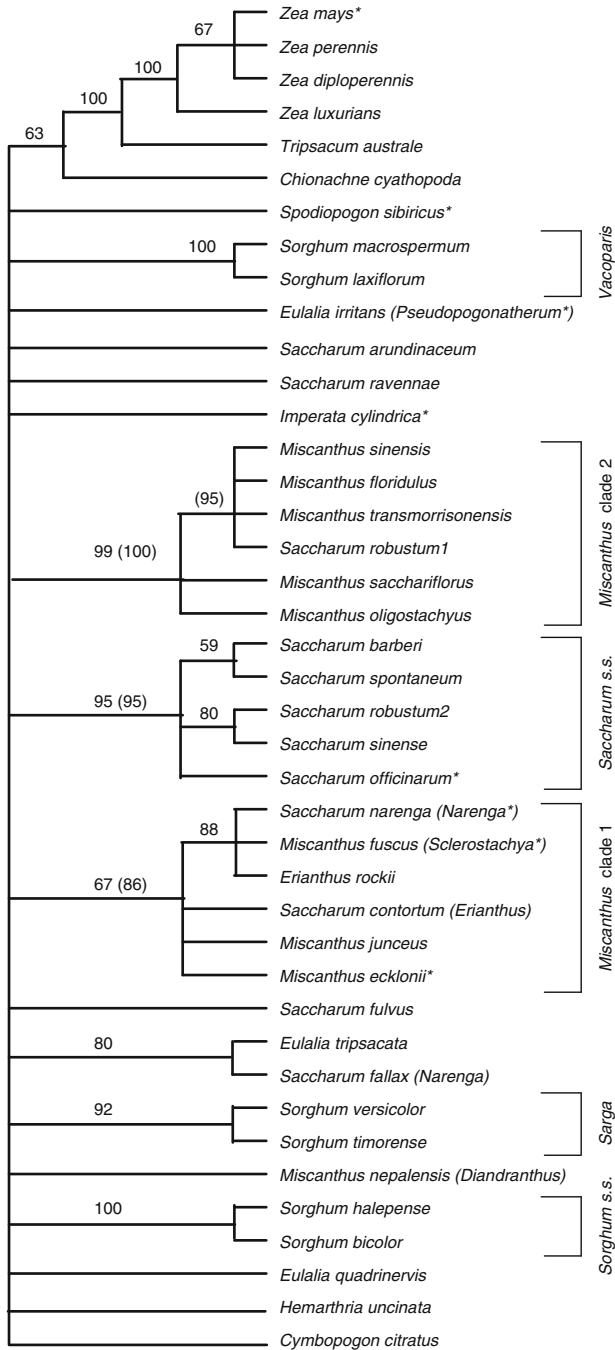 67
Zea mays*
Zea perennis
100
Zea diploperennis
100
Zea luxurians
63
Tripsacum australe
Chionachne cyathopoda
Spodiopogon sibiricus*
100
Sorghum macrospermum
Sorghum laxiflorum
Vacoparis
Eulalia irritans (Pseudopogonatherum*)
Saccharum arundinaceum
Saccharum ravennae
Imperata cylindrica*
Miscanthus sinensis
Miscanthus floridulus
(95)
Miscanthus transmorrisonensis
Saccharum robustum1
99 (100)
Miscanthus sacchariflorus
Miscanthus oligostachyus
Miscanthus clade 2
59
Saccharum barberi
Saccharum spontaneum
95 (95)
80
Saccharum robustum2
Saccharum sinense
Saccharum officinarum*
Saccharum s.s.
Saccharum narenga (Narenga*)
88
Miscanthus fuscus (Sclerostachya*)
Erianthus rockii
67 (86)
Saccharum contortum (Erianthus)
Miscanthus junceus
Miscanthus ecklonii*
Miscanthus clade 1
Saccharum fulvus
80
Eulalia tripsacata
Saccharum fallax (Narenga)
92
Sorghum versicolor
Sorghum timorense
Sarga
Miscanthus nepalensis (Diandranthus)
100
Sorghum halepense
Sorghum bicolor
Sorghum s.s.
Eulalia quadrinervis
Hemarthria uncinata
Cymbopogon citratus